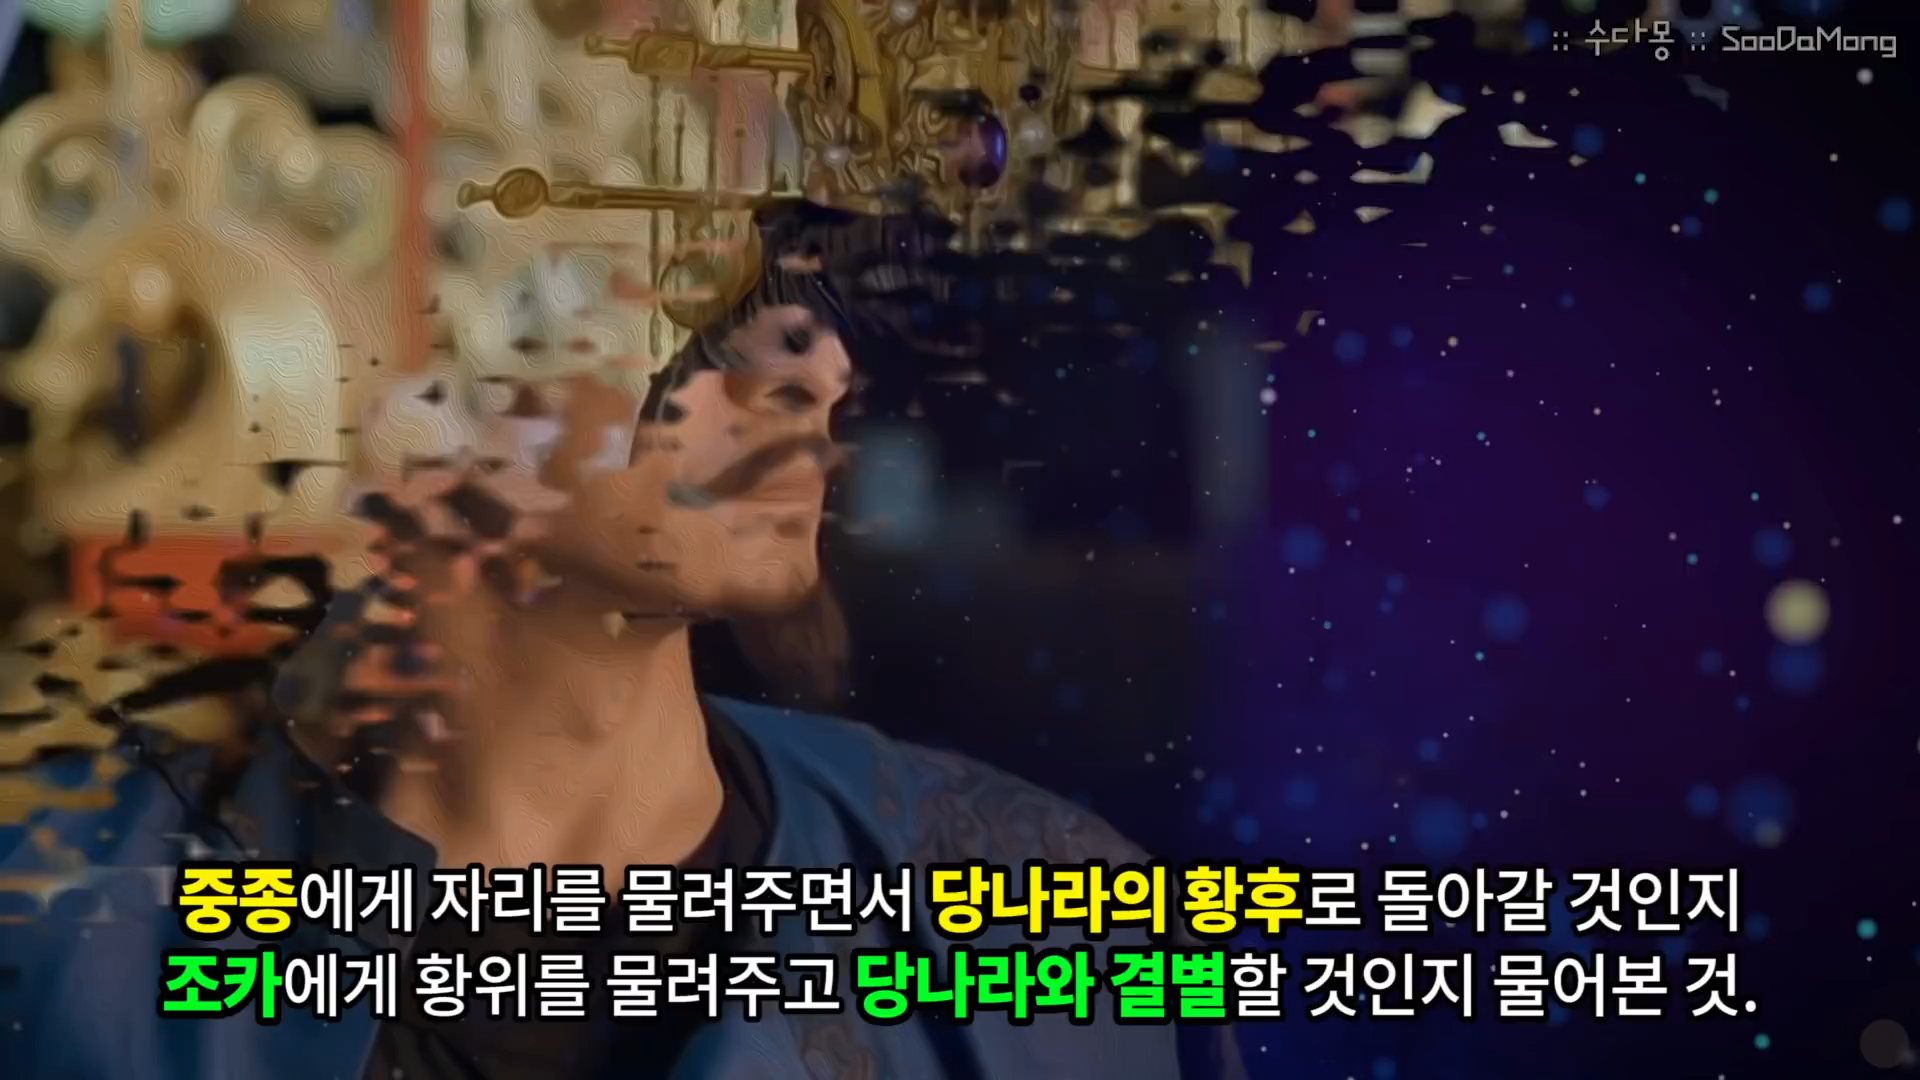 :: 수다몽 :: SooDaMong
중종에게 자리를 물려주면서 당나라의 황후로 돌아갈 것인지
조카에게 황위를 물려주고 당나라와 결별할 것인지 물어본 것.